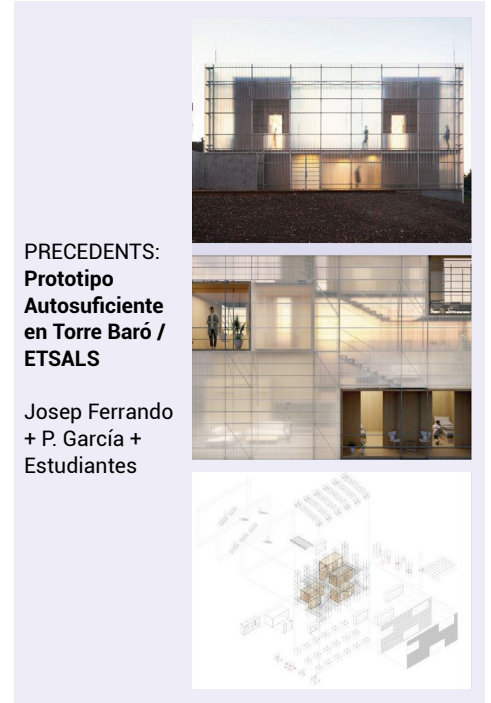 PRECEDENTS:
Prototipo
Autosuficiente
en Torre Baró /
ETSALS
Josep Ferrando
+ P. García +
Estudiantes